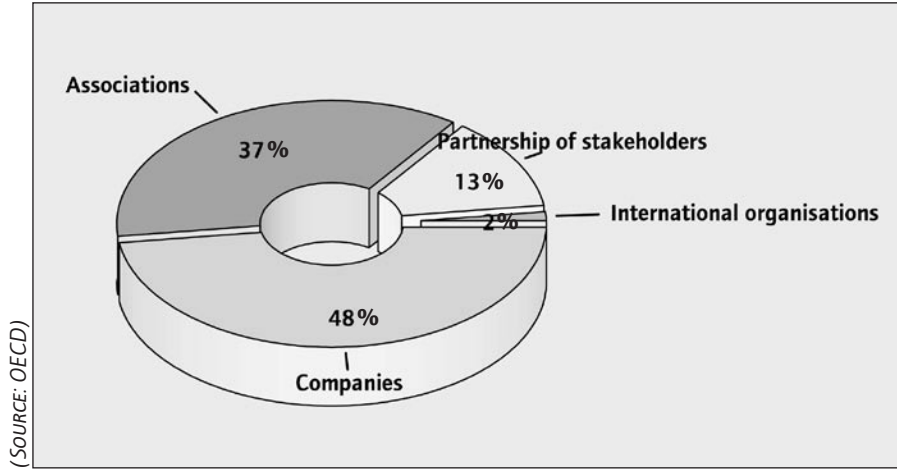 Associations
37%
Partnership of stakeholders
13%
International organisations
2%
48%
Companies
(SOURCE: OECD)